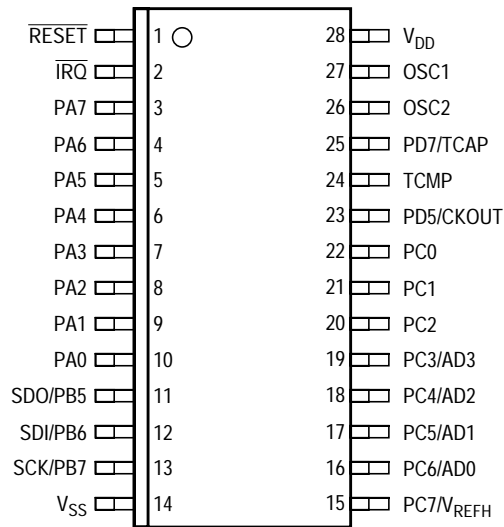 RESET 1 28 VDD
IRQ 2 27 OSC1
PA7 3 26 OSC2
PA6 4 25 PD7/TCAP
PA5 5 24 TCMP
PA4 6 23 PD5/CKOUT
PA3 7 22 PC0
PA2 8 21 PC1
PA1 9 20 PC2
PA0 10 19 PC3/AD3
SDO/PB5 11 18 PC4/AD2
SDI/PB6 12 17 PC5/AD1
SCK/PB7 13 16 PC6/AD0
VSS 14 15 PC7/VREFH